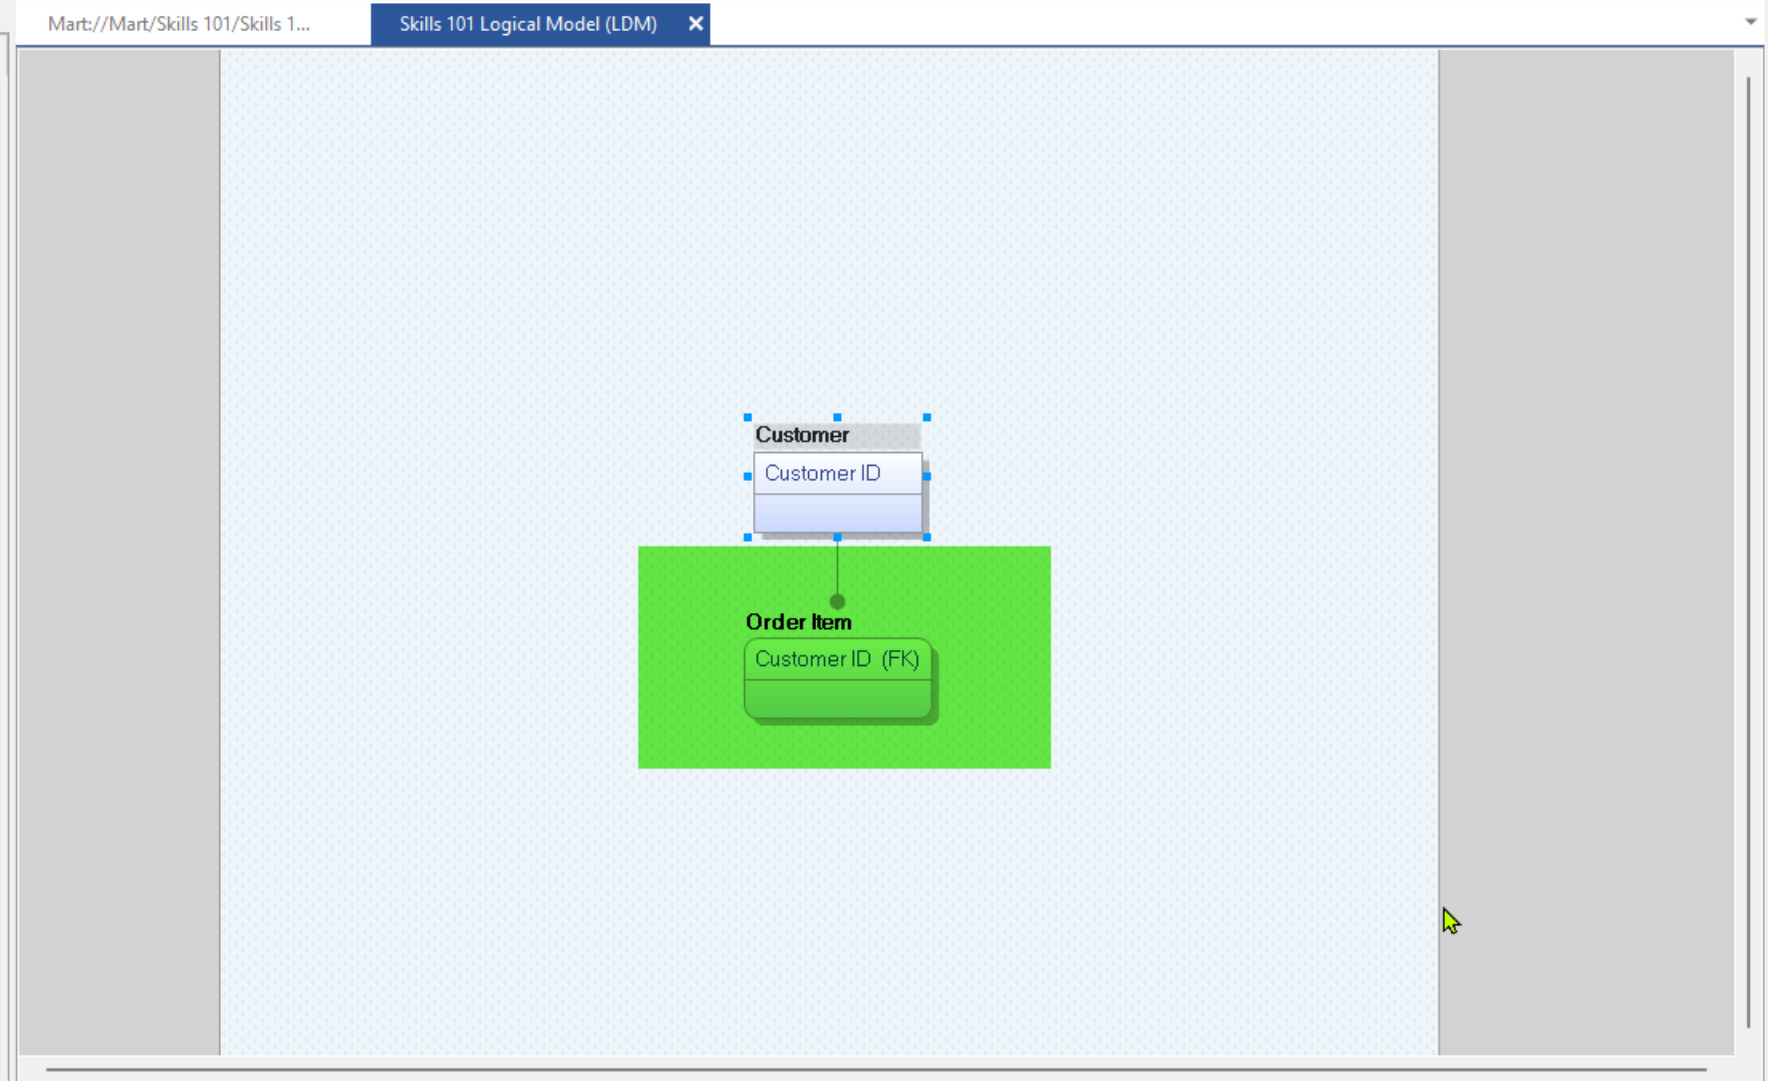 Mart://Mart/Skills 101/Skills 1...
Skills 101 Logical Model (LDM)
Customer
Customer ID
Order Item
Customer ID (FK)